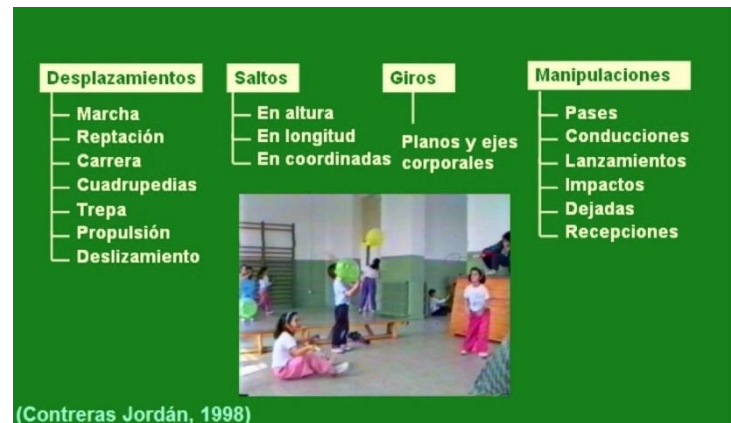 Desplazamientos
Marcha
Reptación
Carrera
Cuadrupedias
Trepa
Propulsión
Deslizamiento
Saltos
En altura
En longitud
En coordinadas
Giros
Planos y ejes
corporales
Manipulaciones
Pases
Conducciones
Lanzamientos
Impactos
Dejadas
Recepciones
(Contreras Jordán, 1998)